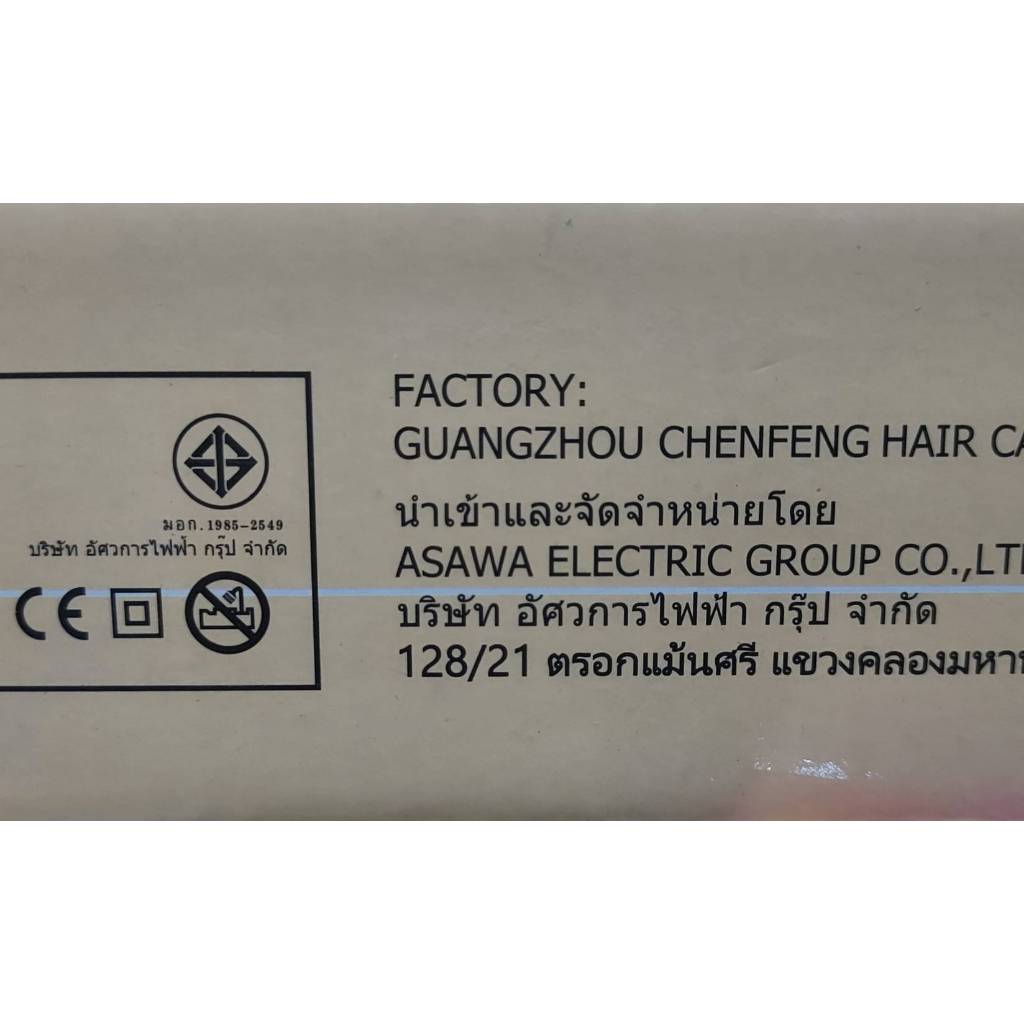 มอก.1985-2549
บริษัท อัศวการไฟฟ้า กรุ๊ป จำกัด
CE
FACTORY:
GUANGZHOU CHENFENG HAIR
นำเข้าและจัดจำหน่ายโดย
ASAWA ELECTRIC GROUP CO.,LT
บริษัท อัศวการไฟฟ้า กรุ๊ป จำกัด
128/21 ตรอกแม้นศรี แขวงคลองมหา